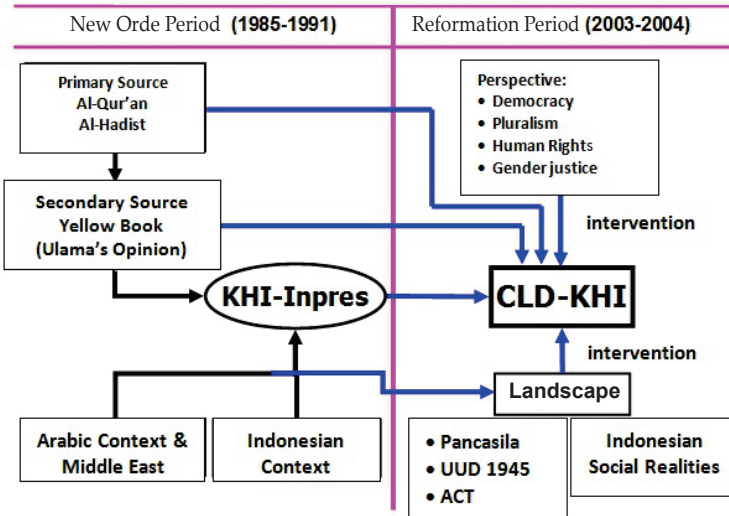 New Orde Period (1985-1991)
Reformation Period (2003-2004)
Primary Source
Al-Qur'an
Al-Hadist
Perspective:
• Democracy
• Pluralism
• Human Rights
• Gender justice
Secondary Source
Yellow Book
(Ulama's Opinion)
intervention
KHI-Inpres
CLD-KHI
intervention
Landscape
Arabic Context &
Middle East
Indonesian
Context
• Pancasila
• UUD 1945
• ACT
Indonesian
Social Realities